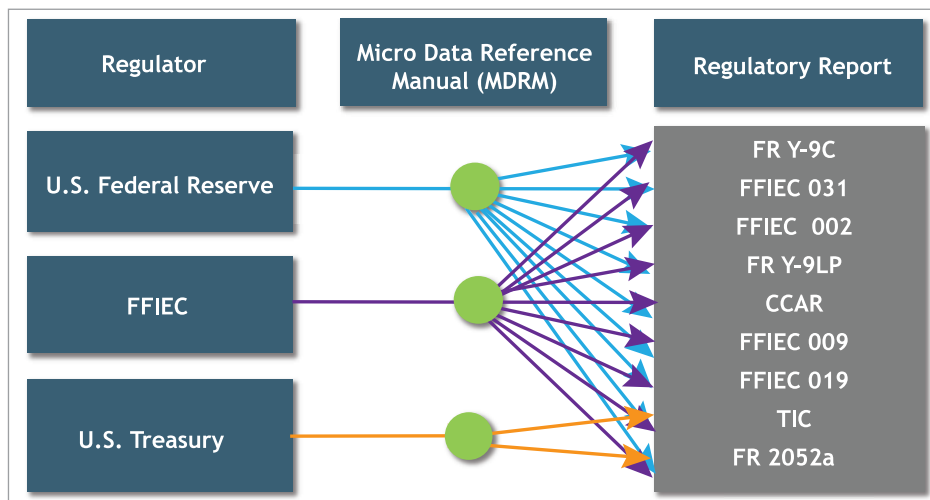 Regulator
Micro Data Reference
Manual (MDRM)
Regulatory Report
U.S. Federal Reserve
FFIEC
U.S. Treasury
FR Y-9C
FFIEC 031
FFIEC 002
FR Y-9LP
CCAR
FFIEC 009
FFIEC 019
TIC
FR 2052a